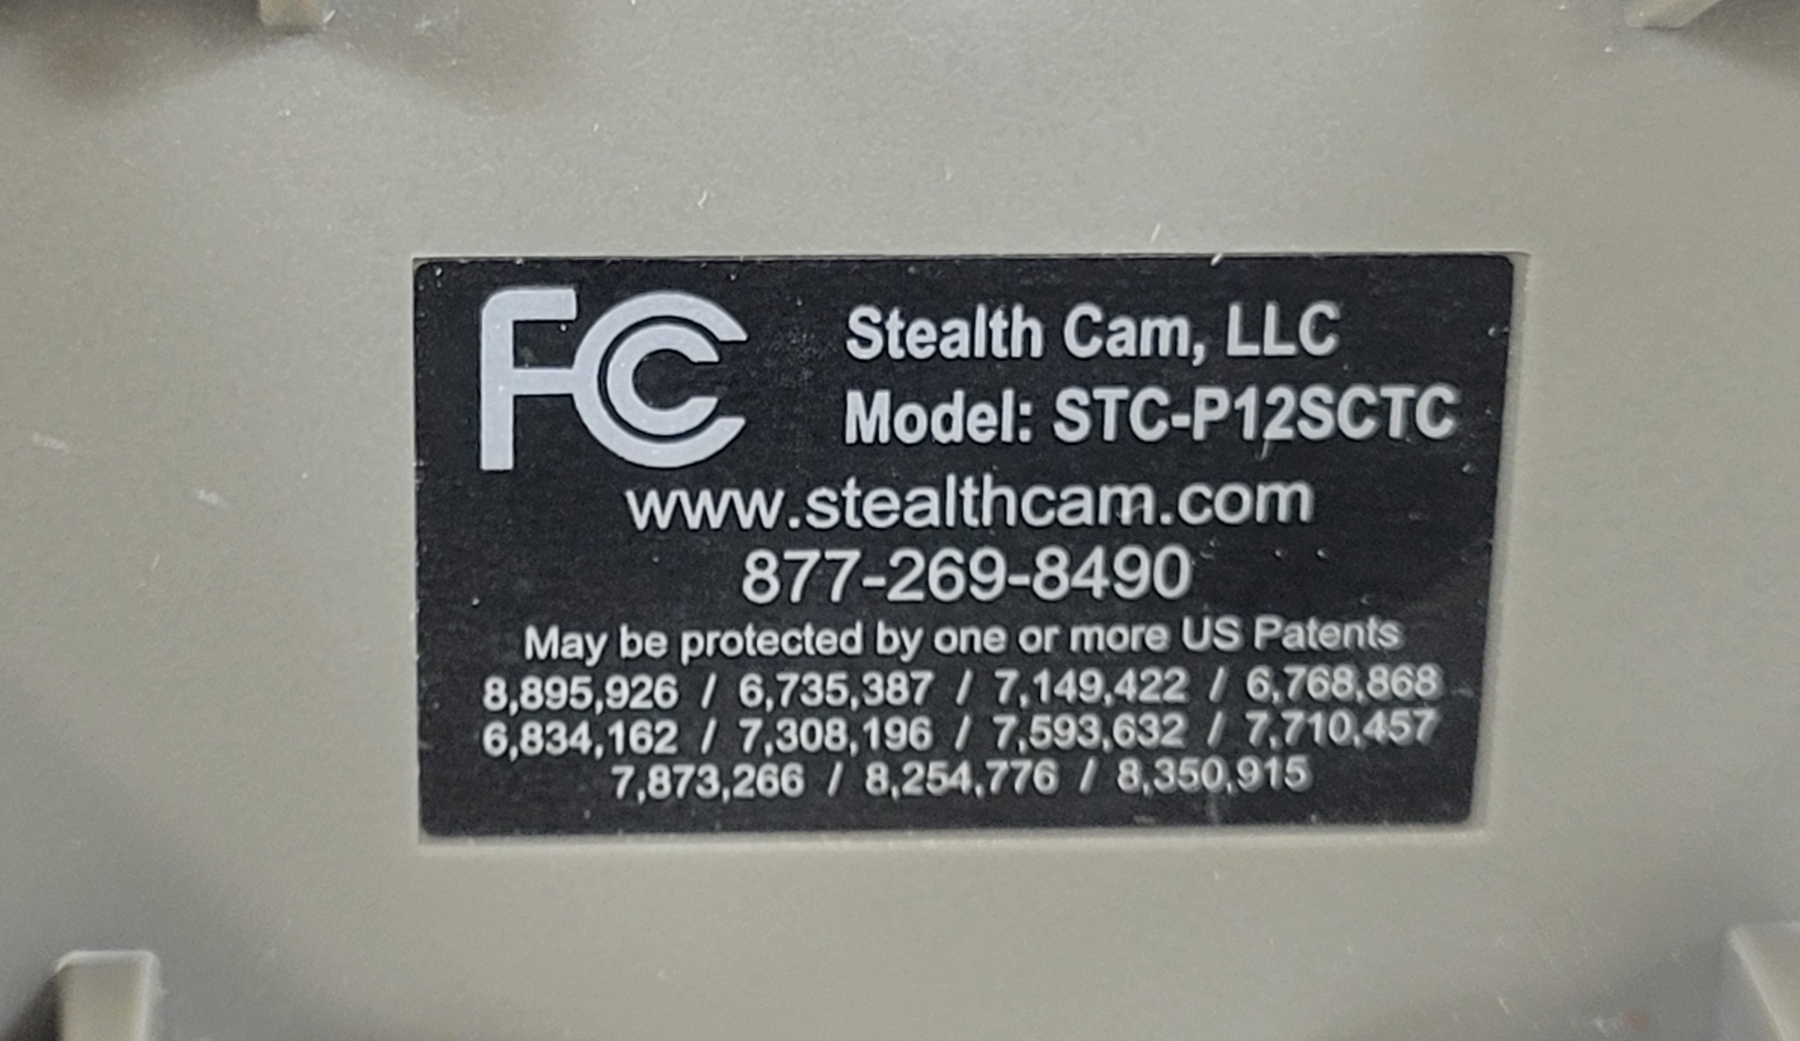 FCC
Stealth Cam, LLC
Model: STC-P12SCTC
www.stealthcam.com
877-269-8490
May be protected by one or more US Patents
8,895,926 / 6,735,387 / 7,149,422 / 6,768,868
6,834,162 / 7,308,196 / 7,593,632 / 7,710,457
7,873,266 / 8,254,776 / 8,350,915